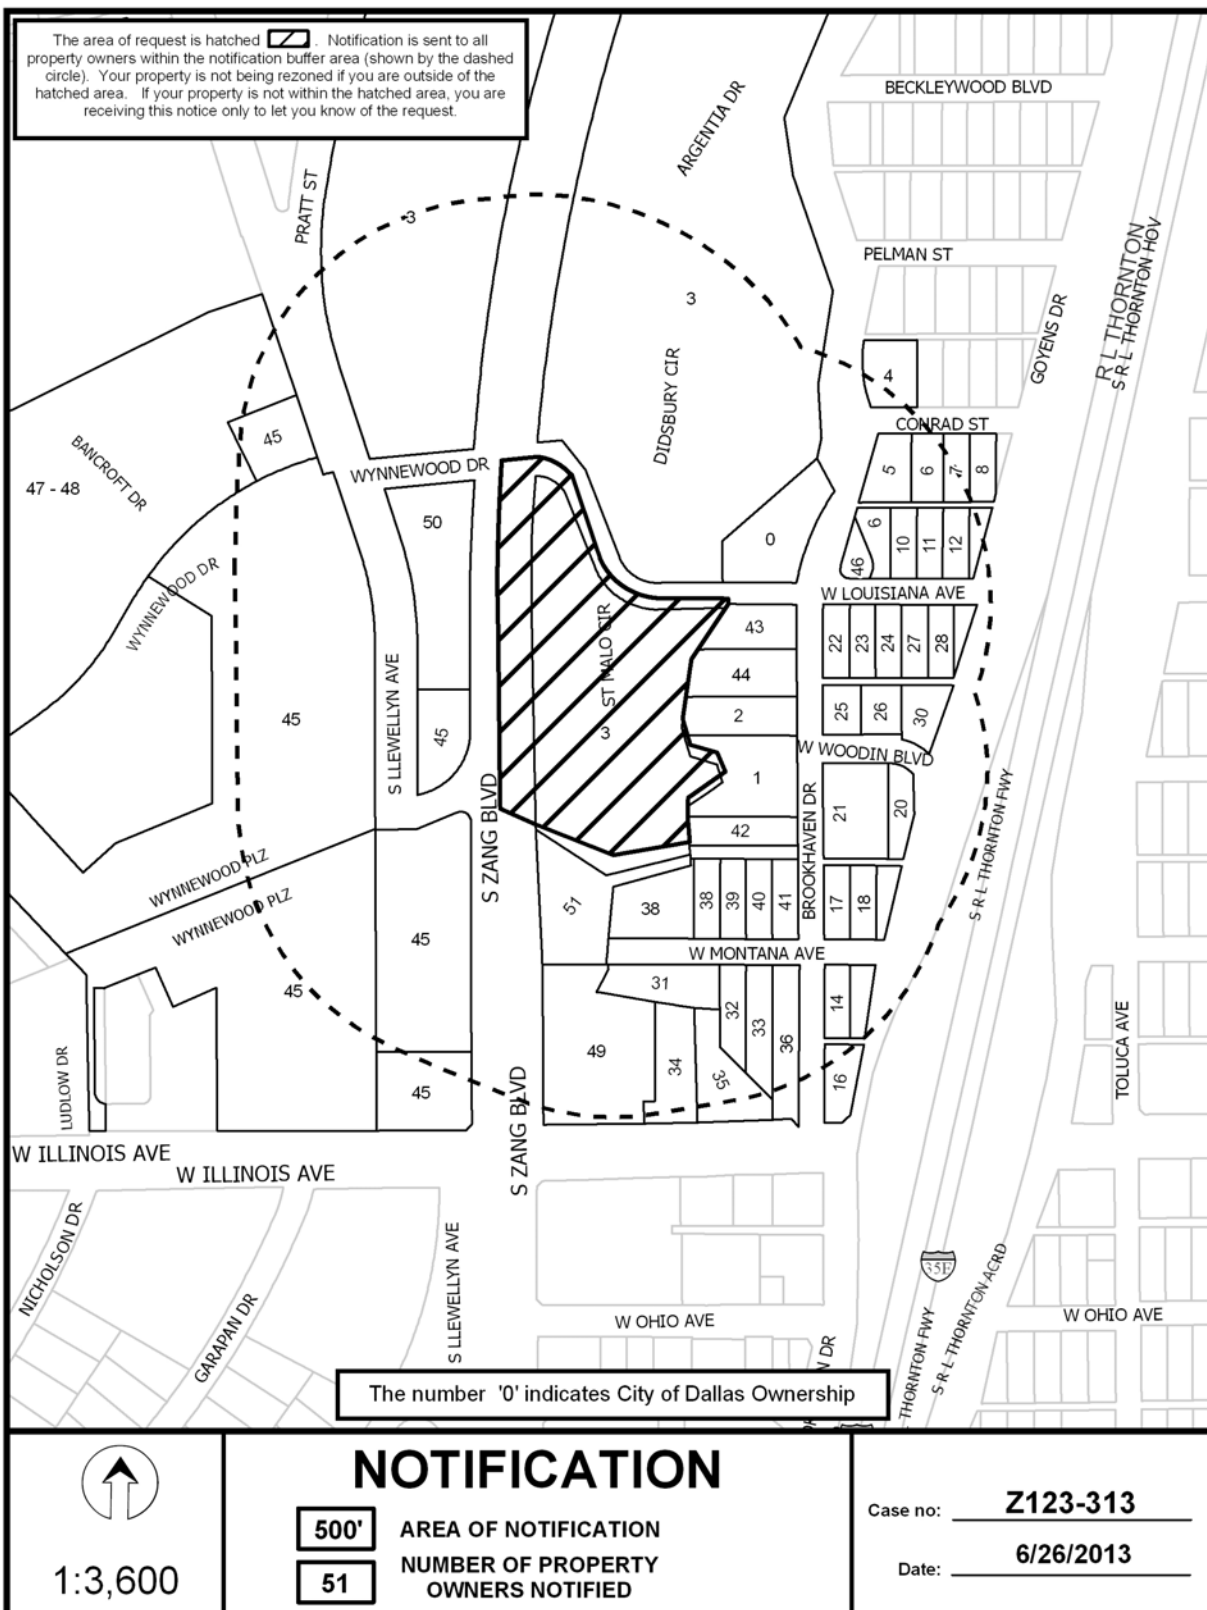 The area of request is hatched . Notification is sent to all
property owners within the notification buffer area (shown by the dashed
circle). Your property is not being rezoned if you are outside of the
hatched area. If your property is not within the hatched area, you are
receiving this notice only to let you know of the request.
BECKLEYWOOD BLVD
ARGENTIA DR
PRATT ST
3
PELMAN ST
R L THORNTON
S R L THORNTON HOV
3
GOYENS DR
DIDSBURY CIR
4
CONRAD ST
45
BANCROFT DR
WYNNEWOOD DR
47 - 48
5
6
7
8
50
0
6
10
11
12
46
WYNNEWOOD DR
W LOUISIANA AVE
ST MALO CIR
43
22
23
24
27
28
44
S LLEWELLYN AVE
45
45
3
2
25
26
30
W WOODIN BLVD
1
S ZANG BLVD
BROOKHAVEN DR
21
20
S R L THORNTON FWY
42
WYNNEWOOD PLZ
WYNNEWOOD PLZ
51
38
38
39
40
41
17
18
45
W MONTANA AVE
45
31
32
33
36
14
49
34
35
16
TOLUCA AVE
LUDLOW DR
45
S ZANG BLVD
W ILLINOIS AVE
W ILLINOIS AVE
NICHOLSON DR
GARAPAN DR
S LLEWELLYN AVE
35E
S R L THORNTON ACRD
W OHIO AVE
W OHIO AVE
THORNTON FWY
N DR
The number '0' indicates City of Dallas Ownership
NOTIFICATION
1:3,600
500' AREA OF NOTIFICATION
51 NUMBER OF PROPERTY
OWNERS NOTIFIED
Case no: Z123-313
Date: 6/26/2013